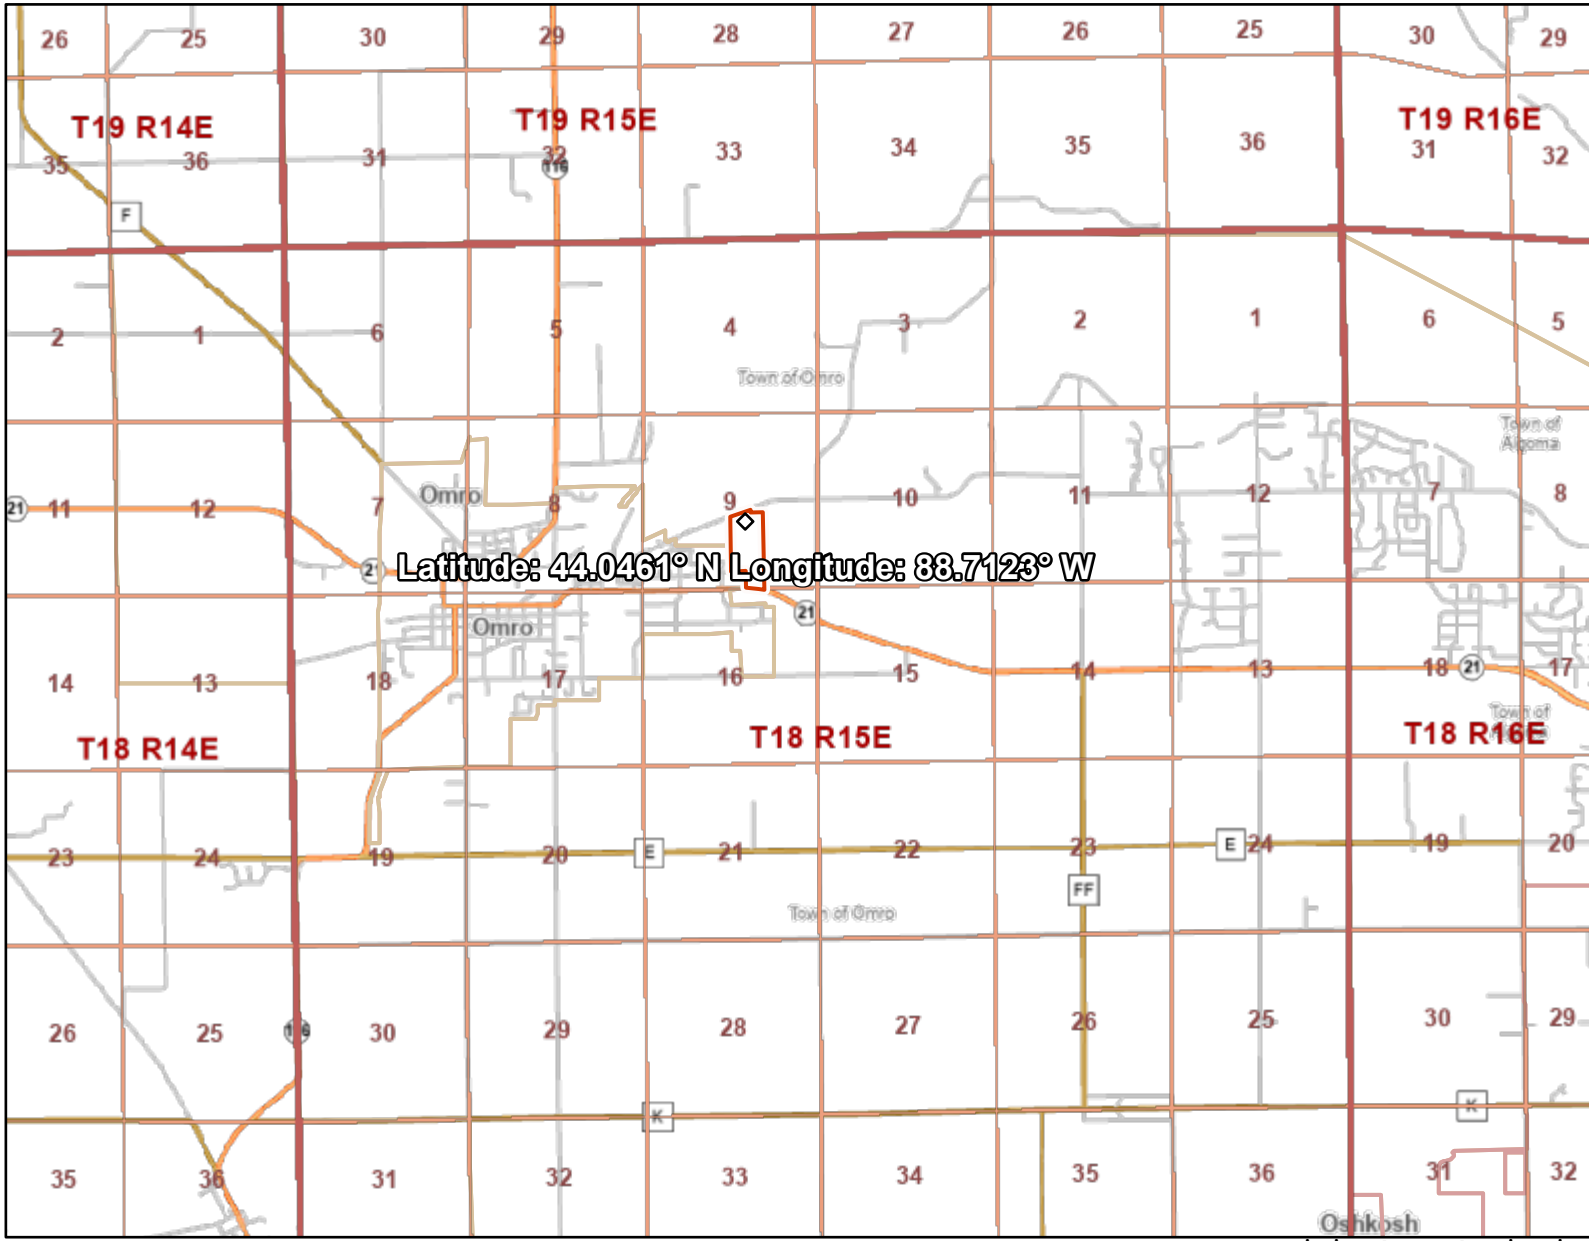 26 25 30 29 28 27 26 25 30 29
T19 R14E T19 R15E T19 R16E
35 36 31 32 33 34 35 36 31 32
116
F
2 1 6 5 4 3 2 1 6 5
Town of Omro
Town of
Algoma
Omro
21 11 12 7 8 9 10 11 12 7 8
21
Latitude: 44.0461° N Longitude: 88.7123° W
21
Omro
14 13 18 17 16 15 14 13 18 21 17
Town of
T18 R14E T18 R15E T18 R16E
23 24 19 20 E 21 22 23 E 24 19 20
FF
Town of Omro
26 25 116 30 29 28 27 26 25 30 29
K K
35 36 31 32 33 34 35 36 31 32
Oshkosh